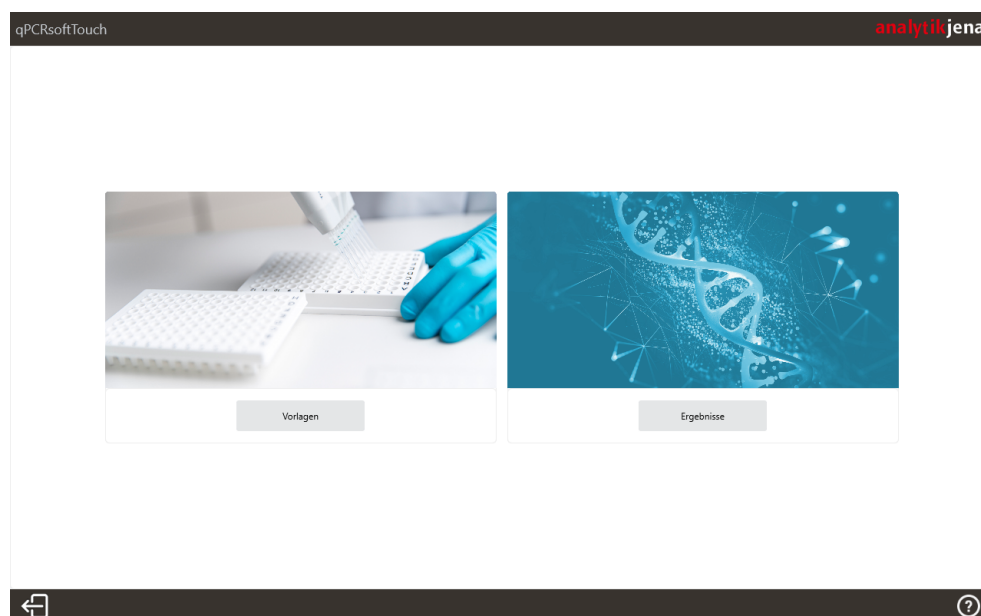 qPCRsoftTouch
analytikjena
Vorlagen
Ergebnisse
?